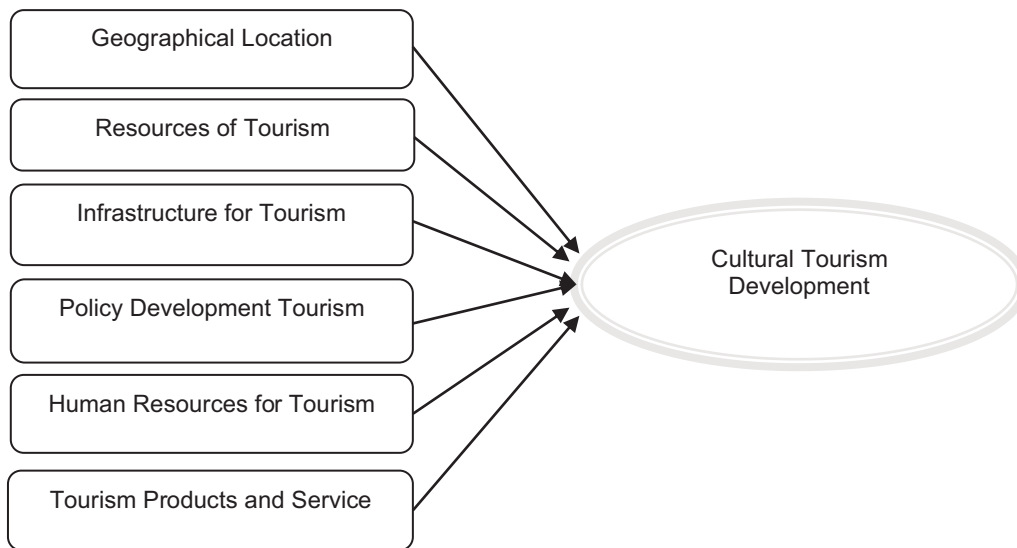 Geographical Location
Resources of Tourism
Infrastructure for Tourism
Policy Development Tourism
Human Resources for Tourism
Tourism Products and Service
Cultural Tourism
Development